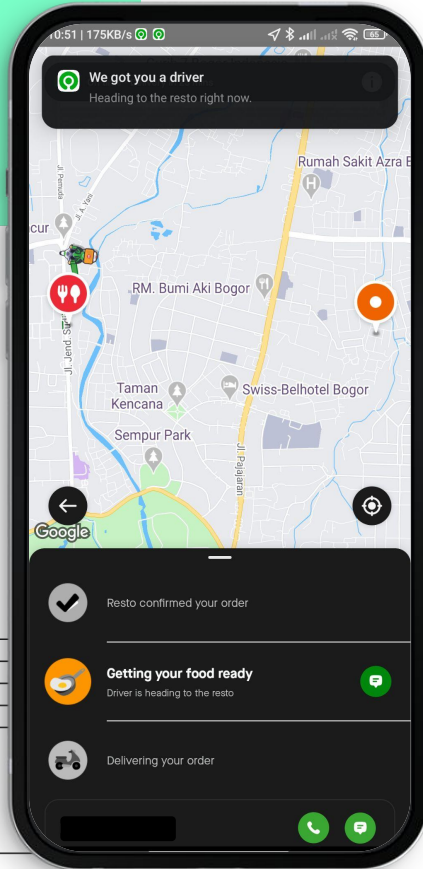 10:51 | 175KB/s
65
We got you a driver
Heading to the resto right now.
Rumah Sakit Azra B
Jl. Pemuda
Jl. A. Yani
cur
RM. Bumi Aki Bogor
Jl. Jend. S
Taman
Kencana
Swiss-Belhotel Bogor
Sempur Park
Jl. Pajajaran
Google
Resto confirmed your order
Getting your food ready
Driver is heading to the resto
Delivering your order